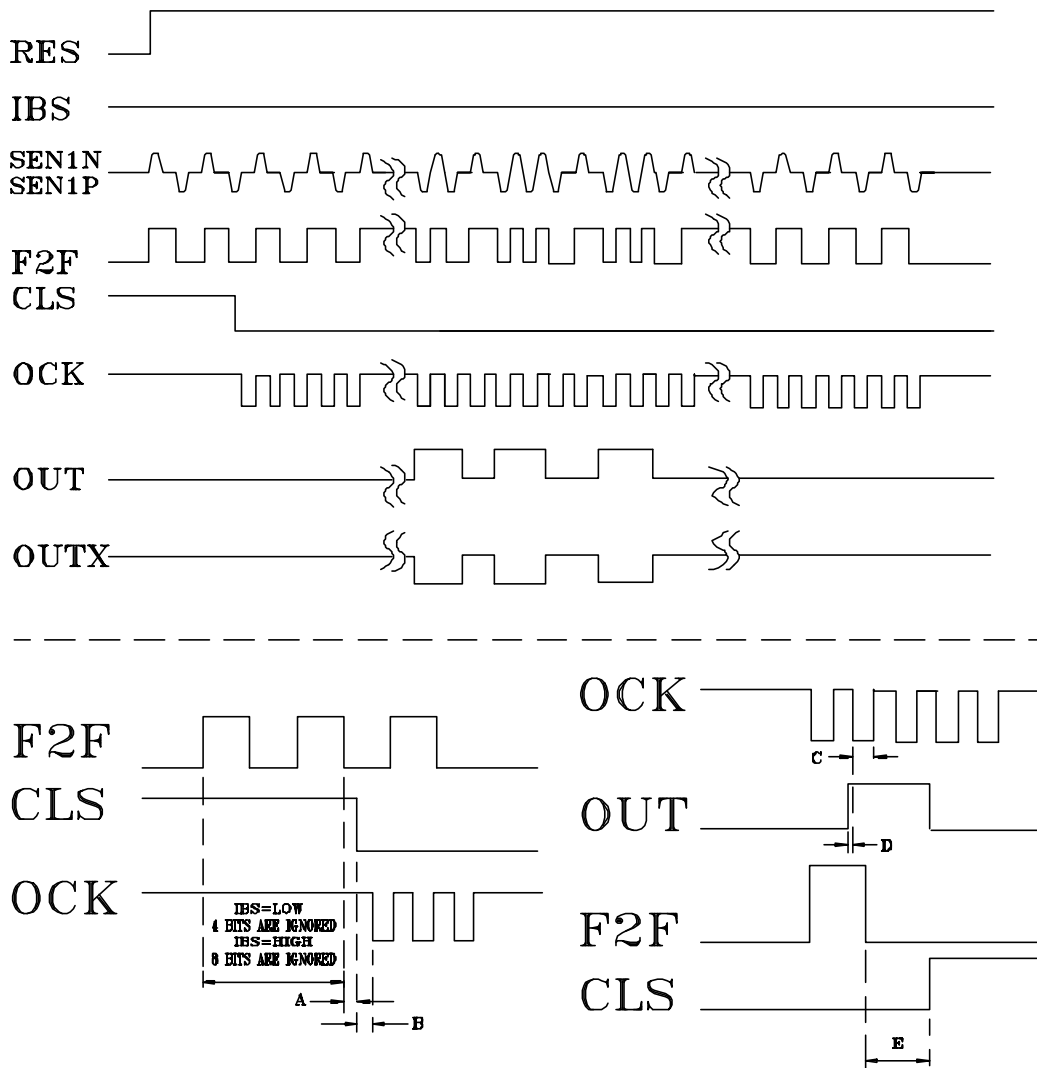 RES
IBS
SEN1N
SEN1P
F2F
CLS
OCK
OUT
OUTX
F2F
CLS
OCK
IBS=LOW
4 BITS ARE IGNORED
IBS=HIGH
8 BITS ARE IGNORED
A
B
OCK
C
OUT
D
F2F
CLS
E